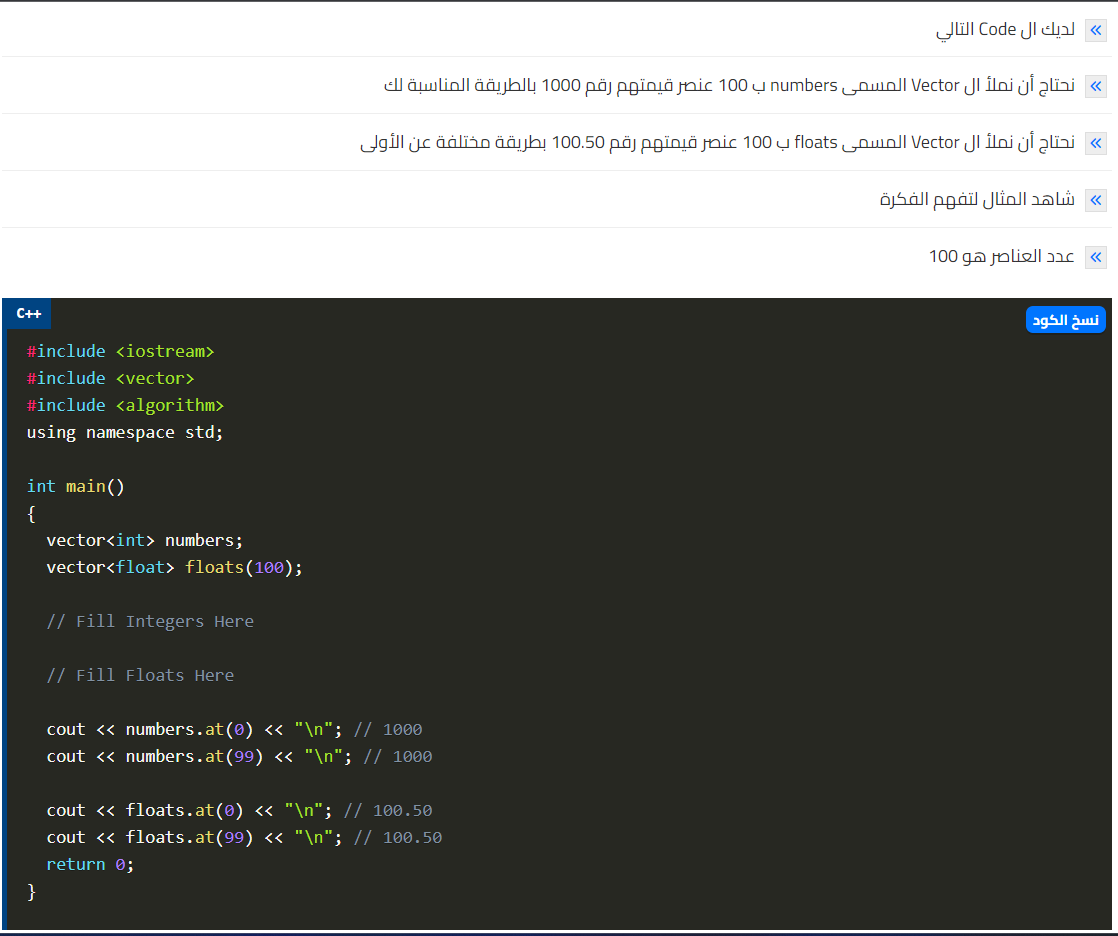 لديك ال Code التالي
نحتاج أن نملأ ال Vector المسمى numbers ب 100 عنصر قيمتهم رقم 1000 بالطريقة المناسبة لك
نحتاج أن نملأ ال Vector المسمى floats ب 100 عنصر قيمتهم رقم 100.50 بطريقة مختلفة عن الأولى
شاهد المثال لتفهم الفكرة
عدد العناصر هو 100
C++
نسخ الكود
#include <iostream>
#include <vector>
#include <algorithm>
using namespace std;

int main()
{
  vector<int> numbers;
  vector<float> floats(100);

  // Fill Integers Here

  // Fill Floats Here

  cout << numbers.at(0) << "\n"; // 1000
  cout << numbers.at(99) << "\n"; // 1000

  cout << floats.at(0) << "\n"; // 100.50
  cout << floats.at(99) << "\n"; // 100.50
  return 0;
}